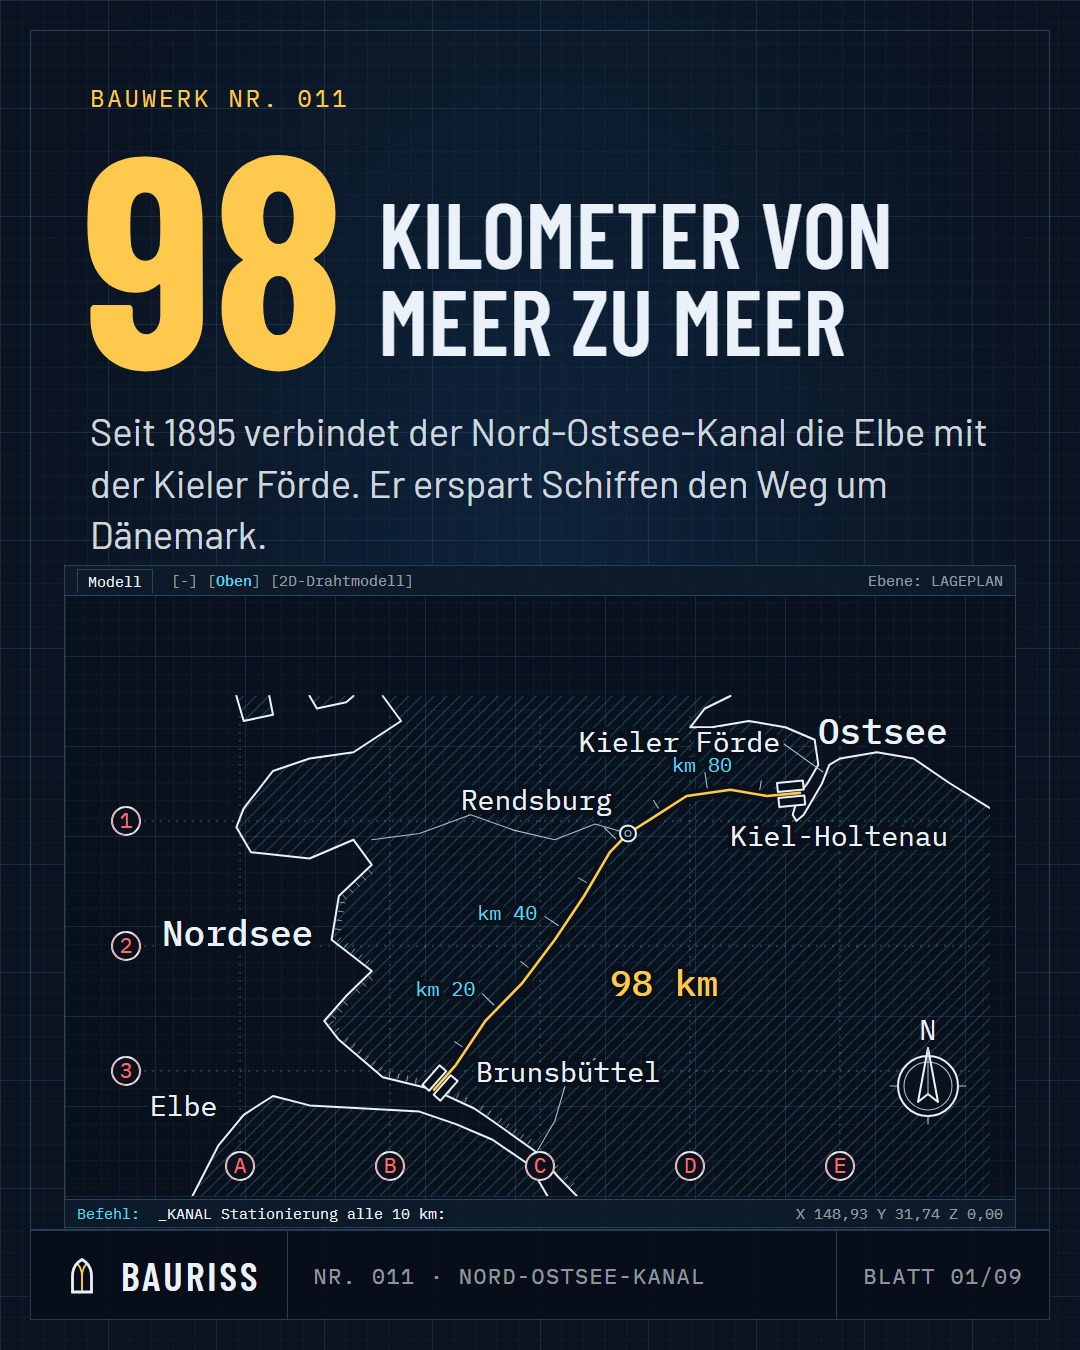 BAUWERK NR. 011
98
KILOMETER VON
MEER ZU MEER
Seit 1895 verbindet der Nord-Ostsee-Kanal die Elbe mit
der Kieler Förde. Er erspart Schiffen den Weg um
Dänemark.
Modell [-] [Oben] [2D-Drahtmodell] Ebene: LAGEPLAN
Ostsee
Kieler Förde
km 80
Rendsburg
1
Kiel-Holtenau
km 40
2
Nordsee
98 km
km 20
N
3
Brunsbüttel
Elbe
A B C D E
Befehl: _KANAL Stationierung alle 10 km: X 148,93 Y 31,74 Z 0,00
BAURISS NR. 011 · NORD-OSTSEE-KANAL BLATT 01/09